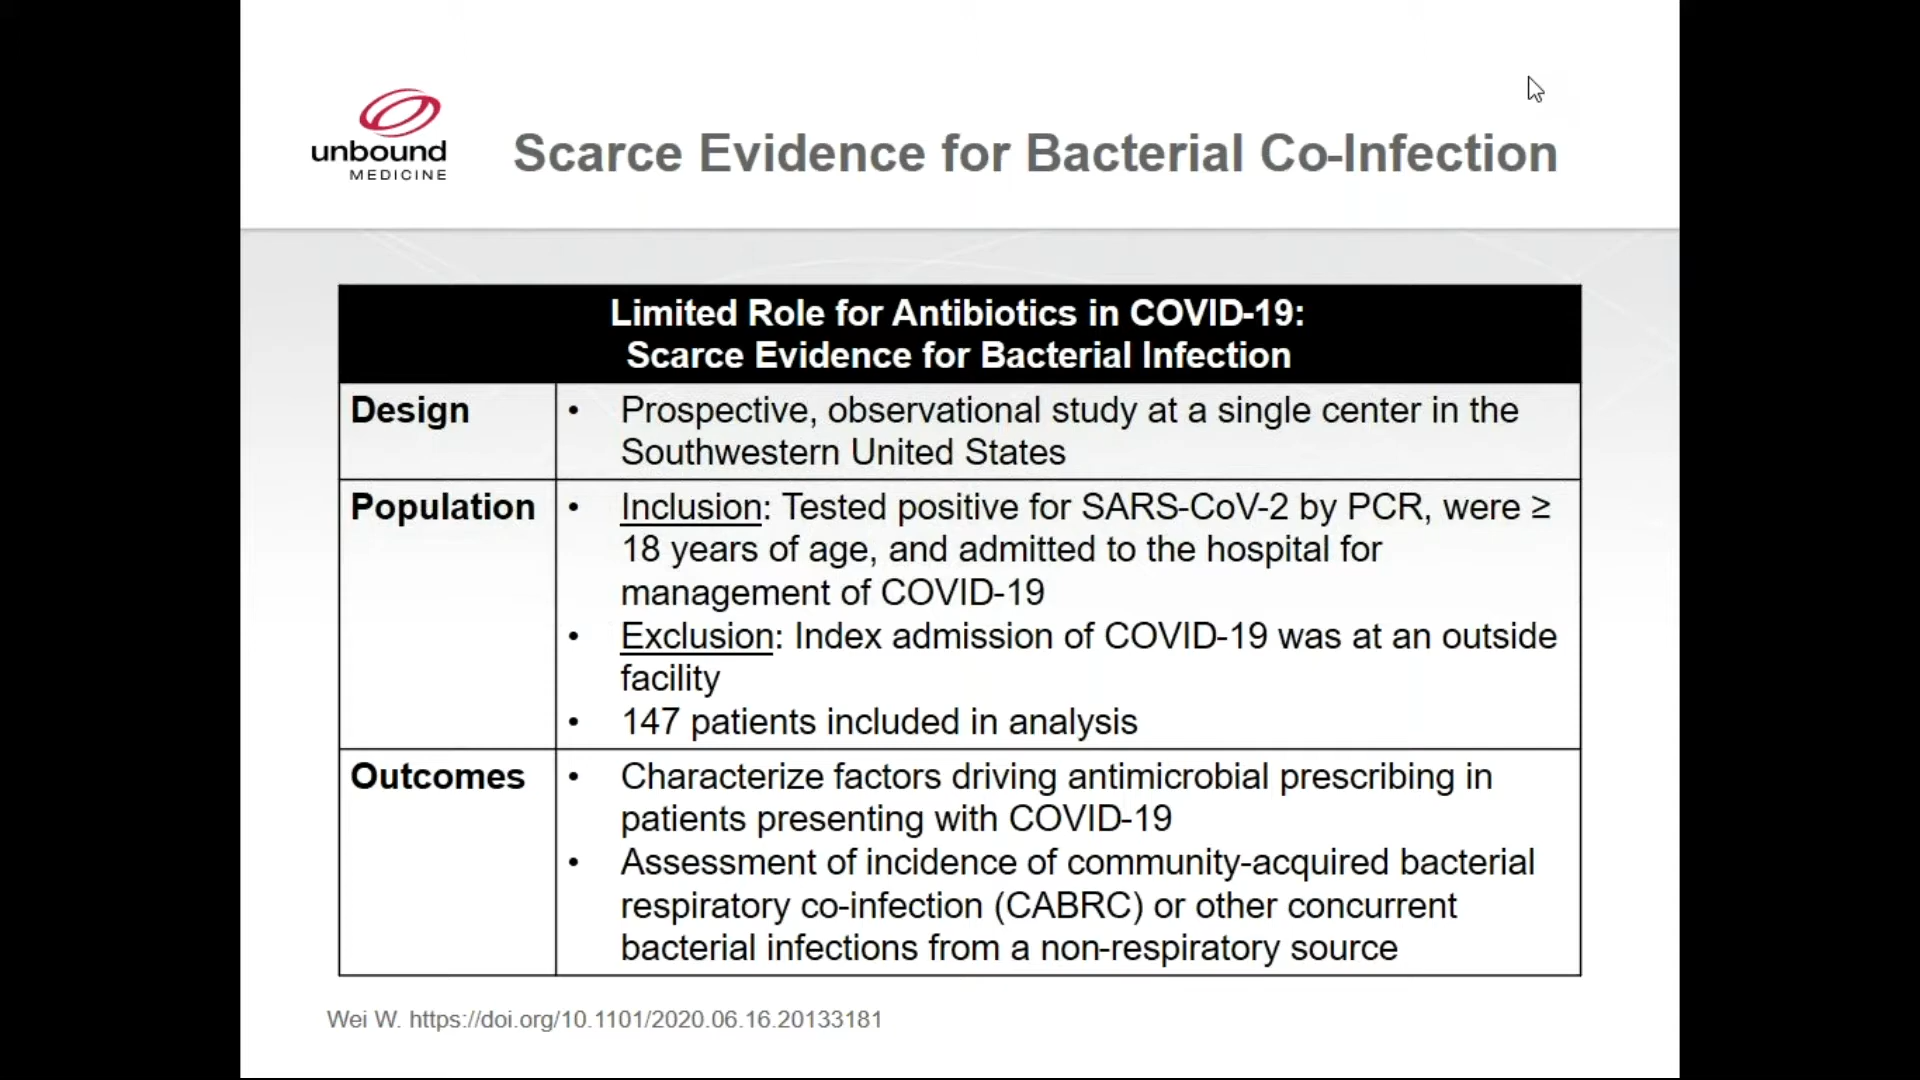 unbound
MEDICINE
Scarce Evidence for Bacterial Co-Infection
Limited Role for Antibiotics in COVID-19:
Scarce Evidence for Bacterial Infection
Design
• Prospective, observational study at a single center in the
Southwestern United States
Population
• Inclusion: Tested positive for SARS-CoV-2 by PCR, were ≥
18 years of age, and admitted to the hospital for
management of COVID-19
• Exclusion: Index admission of COVID-19 was at an outside
facility
• 147 patients included in analysis
Outcomes
• Characterize factors driving antimicrobial prescribing in
patients presenting with COVID-19
• Assessment of incidence of community-acquired bacterial
respiratory co-infection (CABRC) or other concurrent
bacterial infections from a non-respiratory source
Wei W. https://doi.org/10.1101/2020.06.16.20133181